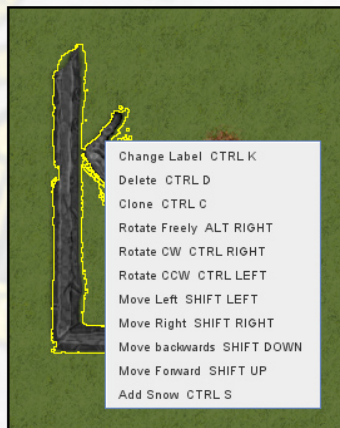 Change Label CTRL K
Delete CTRL D
Clone CTRL C
Rotate Freely ALT RIGHT
Rotate CW CTRL RIGHT
Rotate CCW CTRL LEFT
Move Left SHIFT LEFT
Move Right SHIFT RIGHT
Move backwards SHIFT DOWN
Move Forward SHIFT UP
Add Snow CTRL S